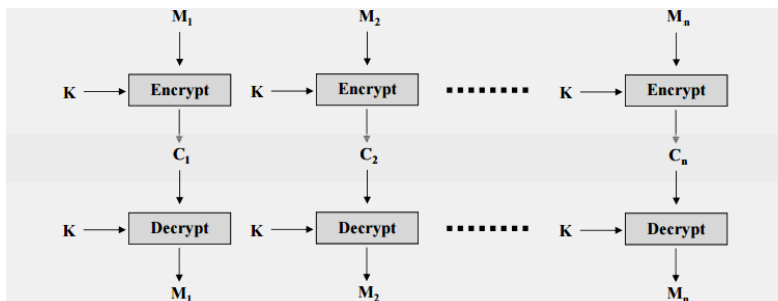 M₁ M₂ Mₙ
K Encrypt K Encrypt K Encrypt
C₁ C₂ Cₙ
K Decrypt K Decrypt K Decrypt
M₁ M₂ Mₙ